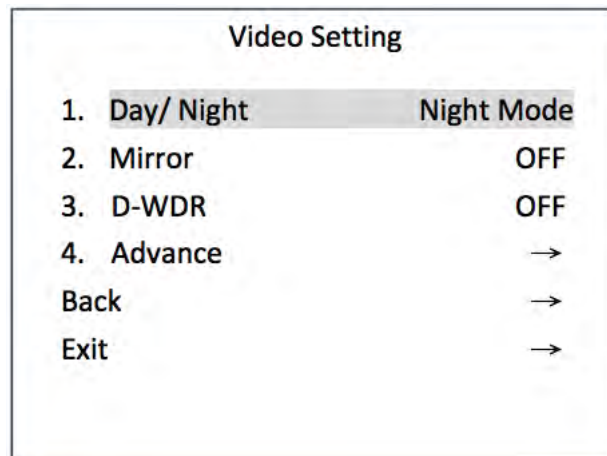 Video Setting
1. Day/ Night Night Mode
2. Mirror OFF
3. D-WDR OFF
4. Advance →
Back →
Exit →